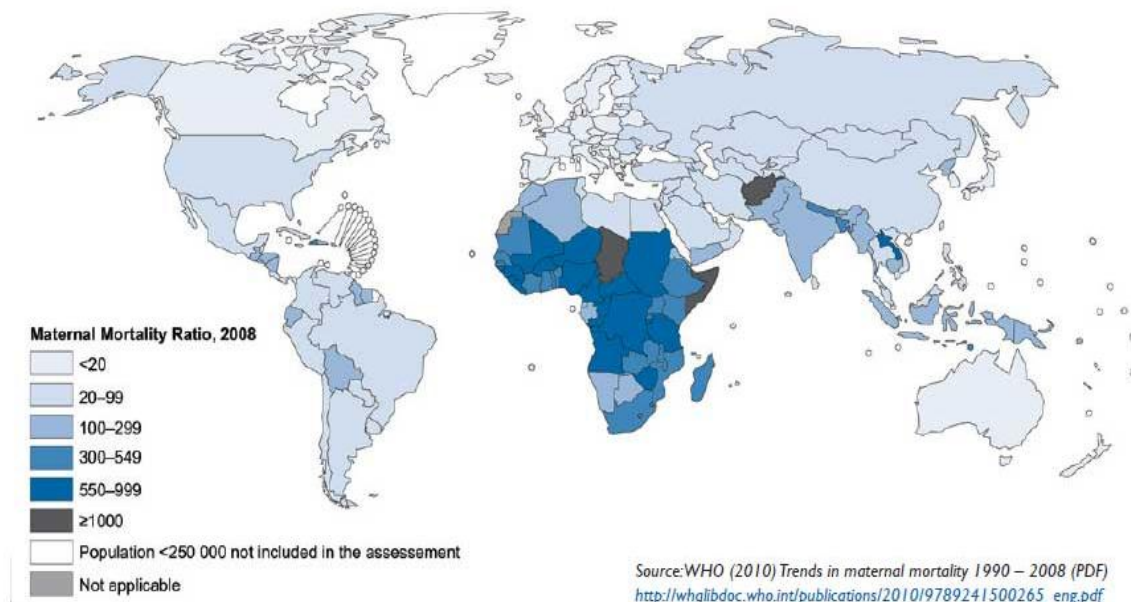 Maternal Mortality Ratio, 2008
<20
20–99
100–299
300–549
550–999
≥1000
Population <250 000 not included in the assessement
Not applicable
Source:WHO (2010) Trends in maternal mortality 1990 – 2008 (PDF)
http://whqlibdoc.who.int/publications/2010/9789241500265_eng.pdf